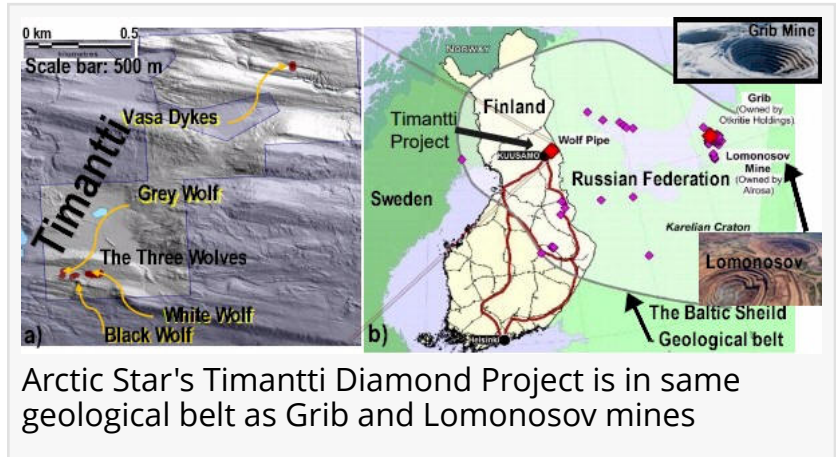 0 km 0.5
kilometres
Scale bar: 500 m
Vasa Dykes
Timantti
Grey Wolf
The Three Wolves
White Wolf
Black Wolf
a)
NORWAY
Finland
Timantti
Project
Wolf Pipe
KUUSAMO
Sweden
Russian Federation
Grib Mine
Grib
(Owned by
Otkritie Holdings)
Lomonosov
Mine
(Owned by
Alrosa)
Karelian Craton
Lomonosov
The Baltic Sheild
Geological belt
Helsinki
b)
Arctic Star's Timantti Diamond Project is in same
geological belt as Grib and Lomonosov mines